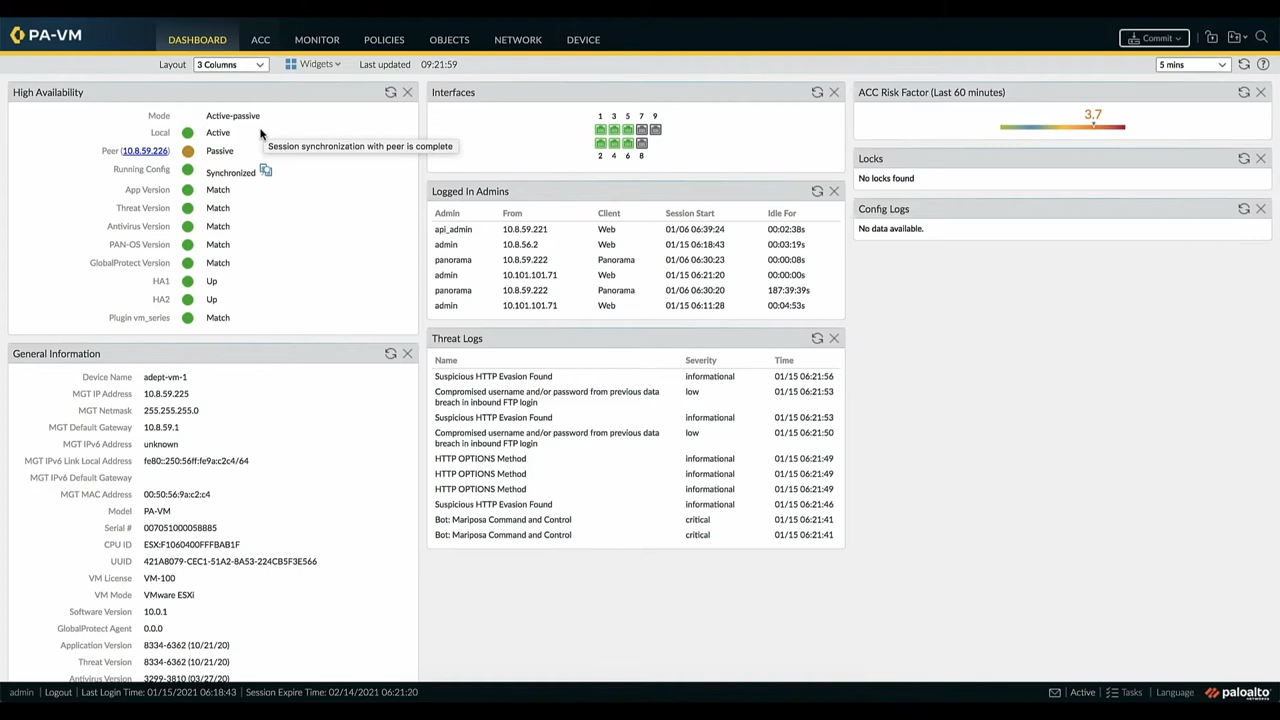 PA-VM
DASHBOARD ACC MONITOR POLICIES OBJECTS NETWORK DEVICE
Commit
Layout 3 Columns Widgets Last updated 09:21:59 5 mins
High Availability
Mode Active-passive
Local Active
Session synchronization with peer is complete
Peer (10.8.59.226) Passive
Running Config Synchronized
App Version Match
Threat Version Match
Antivirus Version Match
PAN-OS Version Match
GlobalProtect Version Match
HA1 Up
HA2 Up
Plugin vm_series Match
General Information
Device Name adept-vm-1
MGT IP Address 10.8.59.225
MGT Netmask 255.255.255.0
MGT Default Gateway 10.8.59.1
MGT IPv6 Address unknown
MGT IPv6 Link Local Address fe80::250:56ff:fe9a:c2c4/64
MGT IPv6 Default Gateway
MGT MAC Address 00:50:56:9a:c2:c4
Model PA-VM
Serial # 007051000058885
CPU ID ESX:F1060400FFFBAB1F
UUID 421A8079-CEC1-51A2-8A53-224CB5F3E566
VM License VM-100
VM Mode VMware ESXi
Software Version 10.0.1
GlobalProtect Agent 0.0.0
Application Version 8334-6362 (10/21/20)
Threat Version 8334-6362 (10/21/20)
Antivirus Version 3299-3810 (03/27/20)
Interfaces
1 3 5 7 9
2 4 6 8
Logged In Admins
Admin From Client Session Start Idle For
api_admin 10.8.59.221 Web 01/06 06:39:24 00:02:38s
admin 10.8.56.2 Web 01/15 06:18:43 00:03:19s
panorama 10.8.59.222 Panorama 01/06 06:30:23 00:00:08s
admin 10.101.101.71 Web 01/15 06:21:20 00:00:00s
panorama 10.8.59.222 Panorama 01/06 06:30:20 187:39:39s
admin 10.101.101.71 Web 01/15 06:11:28 00:04:53s
Threat Logs
Name Severity Time
Suspicious HTTP Evasion Found informational 01/15 06:21:56
Compromised username and/or password from previous data low 01/15 06:21:53
breach in inbound FTP login
Suspicious HTTP Evasion Found informational 01/15 06:21:53
Compromised username and/or password from previous data low 01/15 06:21:50
breach in inbound FTP login
HTTP OPTIONS Method informational 01/15 06:21:49
HTTP OPTIONS Method informational 01/15 06:21:49
HTTP OPTIONS Method informational 01/15 06:21:49
Suspicious HTTP Evasion Found informational 01/15 06:21:46
Bot: Mariposa Command and Control critical 01/15 06:21:41
Bot: Mariposa Command and Control critical 01/15 06:21:41
ACC Risk Factor (Last 60 minutes)
3.7
Locks
No locks found
Config Logs
No data available.
admin Logout Last Login Time: 01/15/2021 06:18:43 Session Expire Time: 02/14/2021 06:21:20 Active Tasks Language paloalto NETWORKS